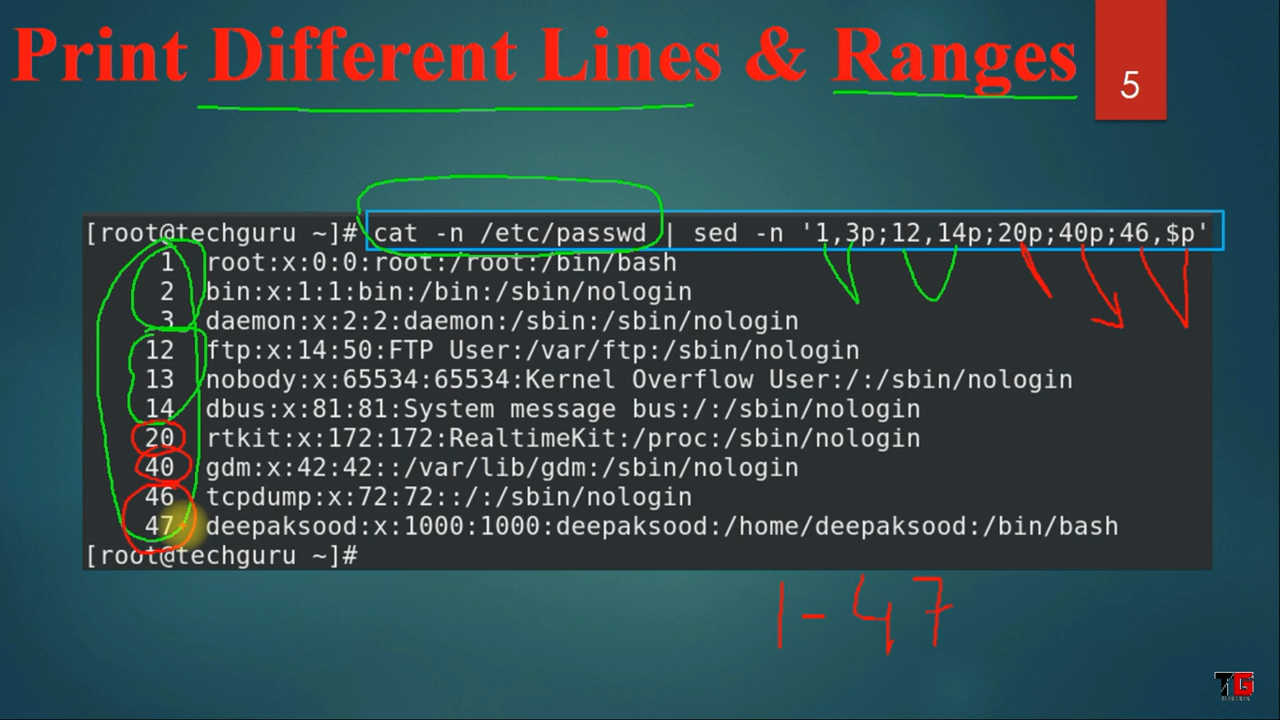 Print Different Lines & Ranges
5
[root@techguru ~]# cat -n /etc/passwd | sed -n '1,3p;12,14p;20p;40p;46,$p'
1 root:x:0:0:root:/root:/bin/bash
2 bin:x:1:1:bin:/bin:/sbin/nologin
3 daemon:x:2:2:daemon:/sbin:/sbin/nologin
12 ftp:x:14:50:FTP User:/var/ftp:/sbin/nologin
13 nobody:x:65534:65534:Kernel Overflow User:/:/sbin/nologin
14 dbus:x:81:81:System message bus:/:/sbin/nologin
20 rtkit:x:172:172:RealtimeKit:/proc:/sbin/nologin
40 gdm:x:42:42::/var/lib/gdm:/sbin/nologin
46 tcpdump:x:72:72::/:/sbin/nologin
47 deepaksood:x:1000:1000:deepaksood:/home/deepaksood:/bin/bash
[root@techguru ~]#
1-47
TG